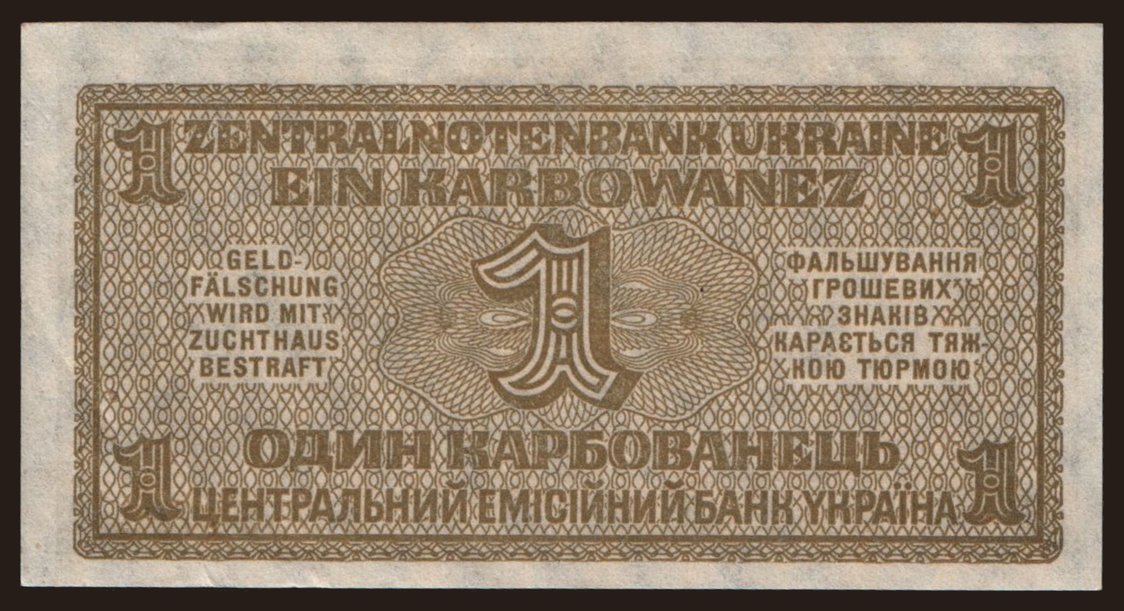 1 ZENTRALNOTENBANK UKRAINE 1
EIN KARBOWANEZ
GELD-
FÄLSCHUNG
WIRD MIT
ZUCHTHAUS
BESTRAFT
1
ФАЛЬШУВАННЯ
ГРОШЕВИХ
ЗНАКІВ
КАРАЄТЬСЯ ТЯЖ-
КОЮ ТЮРМОЮ
ОДИН КАРБОВАНЕЦЬ
1 ЦЕНТРАЛЬНИЙ ЕМІСІЙНИЙ БАНК УКРАЇНА 1